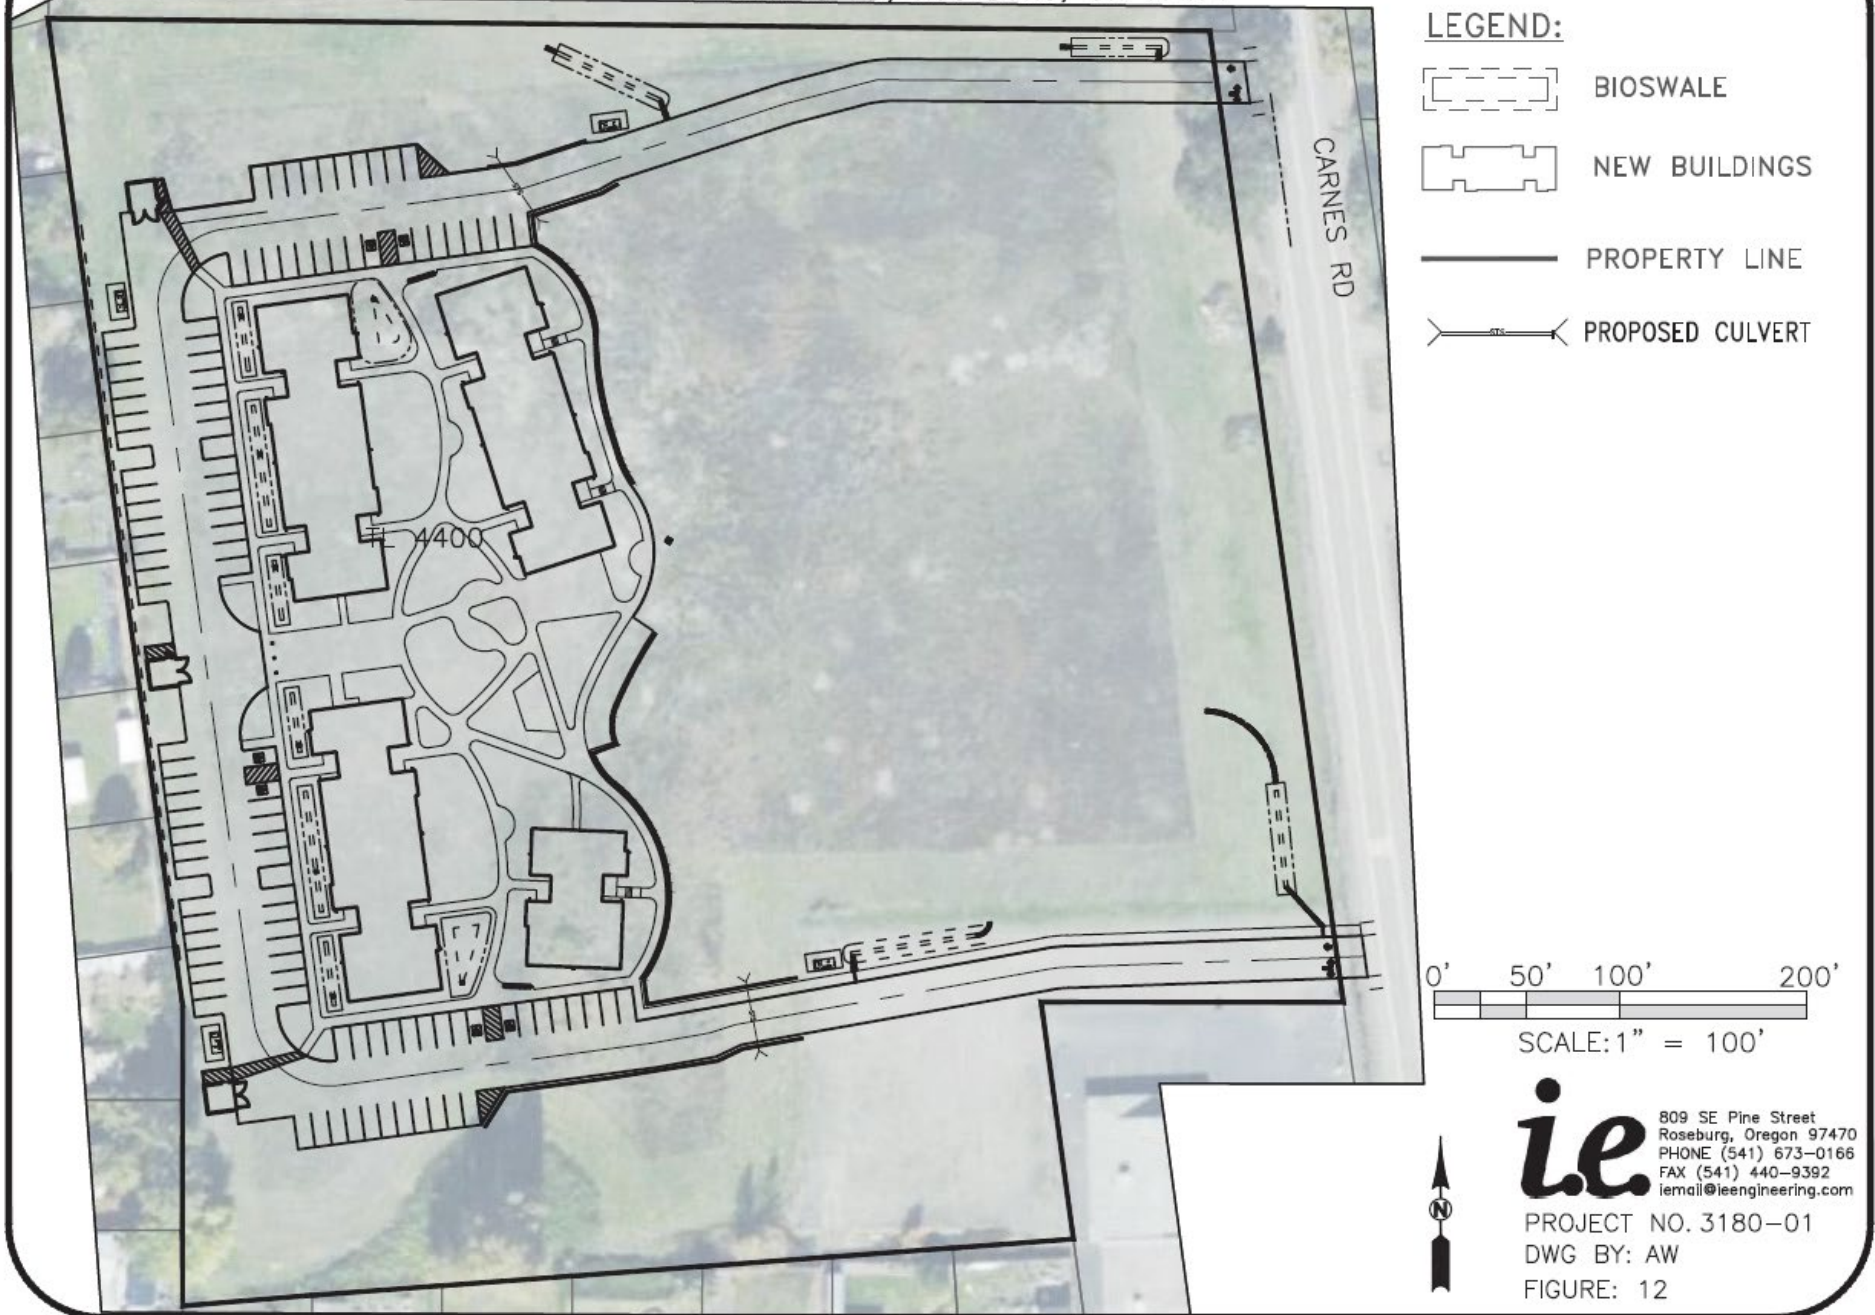 LEGEND:
BIOSWALE
NEW BUILDINGS
PROPERTY LINE
STS
PROPOSED CULVERT
CARNES RD
TL 4400
0' 50' 100' 200'
SCALE: 1" = 100'
i.e.
809 SE Pine Street
Roseburg, Oregon 97470
PHONE (541) 673-0166
FAX (541) 440-9392
iemail@ieengineering.com
N
PROJECT NO. 3180-01
DWG BY: AW
FIGURE: 12